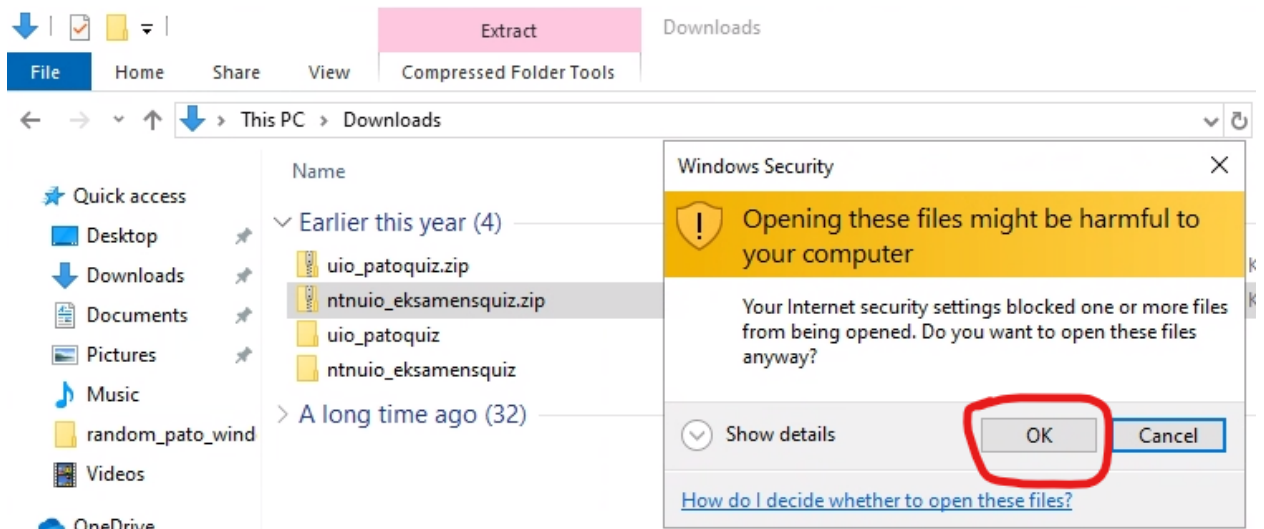 Extract
Downloads
File
Home
Share
View
Compressed Folder Tools
This PC > Downloads
Name
Quick access
Desktop
Downloads
Documents
Pictures
Music
random_pato_wind
Videos
OneDrive
Earlier this year (4)
uio_patoquiz.zip
ntnuio_eksamensquiz.zip
uio_patoquiz
ntnuio_eksamensquiz
A long time ago (32)
Windows Security
Opening these files might be harmful to
your computer
Your Internet security settings blocked one or more files
from being opened. Do you want to open these files
anyway?
Show details
OK
Cancel
How do I decide whether to open these files?
K
K